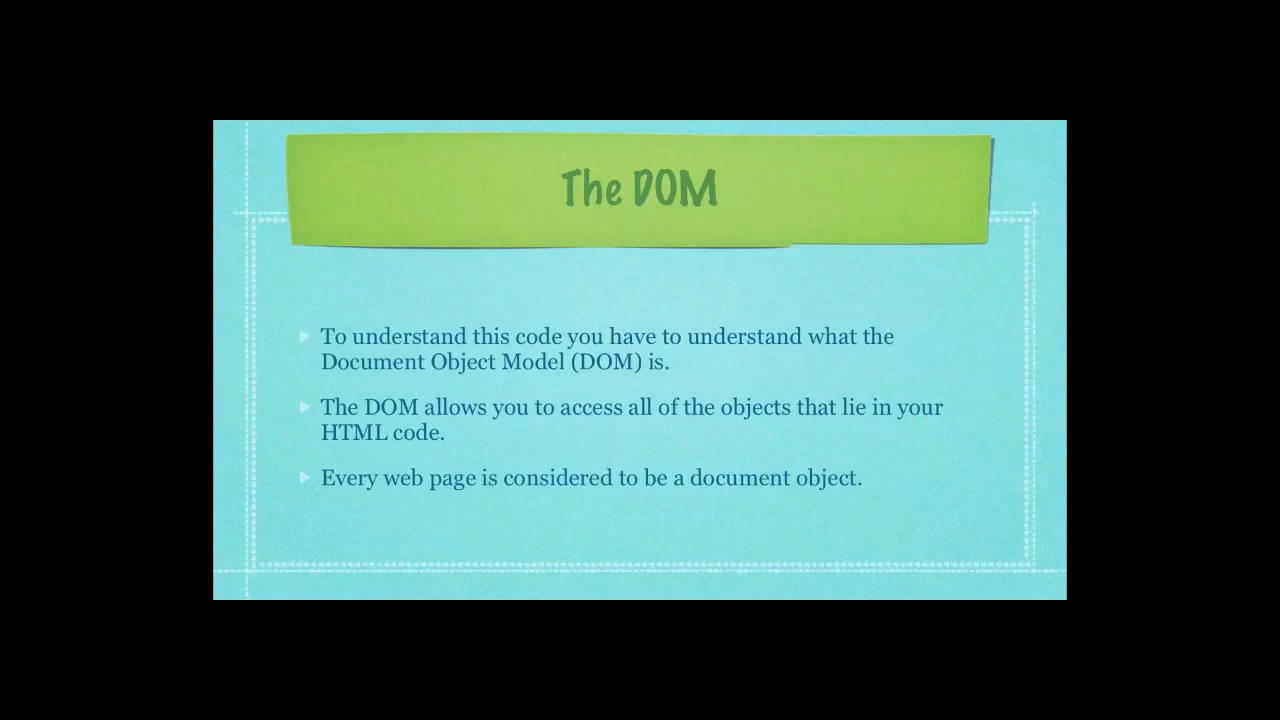 The DOM
To understand this code you have to understand what the
Document Object Model (DOM) is.
The DOM allows you to access all of the objects that lie in your
HTML code.
Every web page is considered to be a document object.